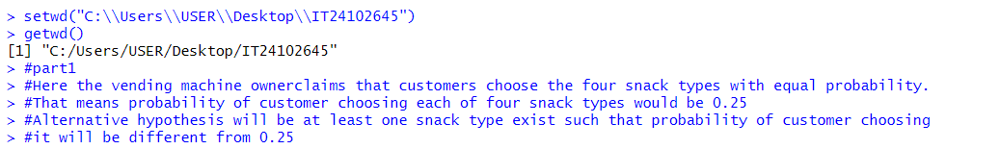 > setwd("C:\\Users\\USER\\Desktop\\IT24102645")
> getwd()
[1] "C:/Users/USER/Desktop/IT24102645"
> #part1
> #Here the vending machine ownerclaims that customers choose the four snack types with equal probability.
> #That means probability of customer choosing each of four snack types would be 0.25
> #Alternative hypothesis will be at least one snack type exist such that probability of customer choosing
> #it will be different from 0.25